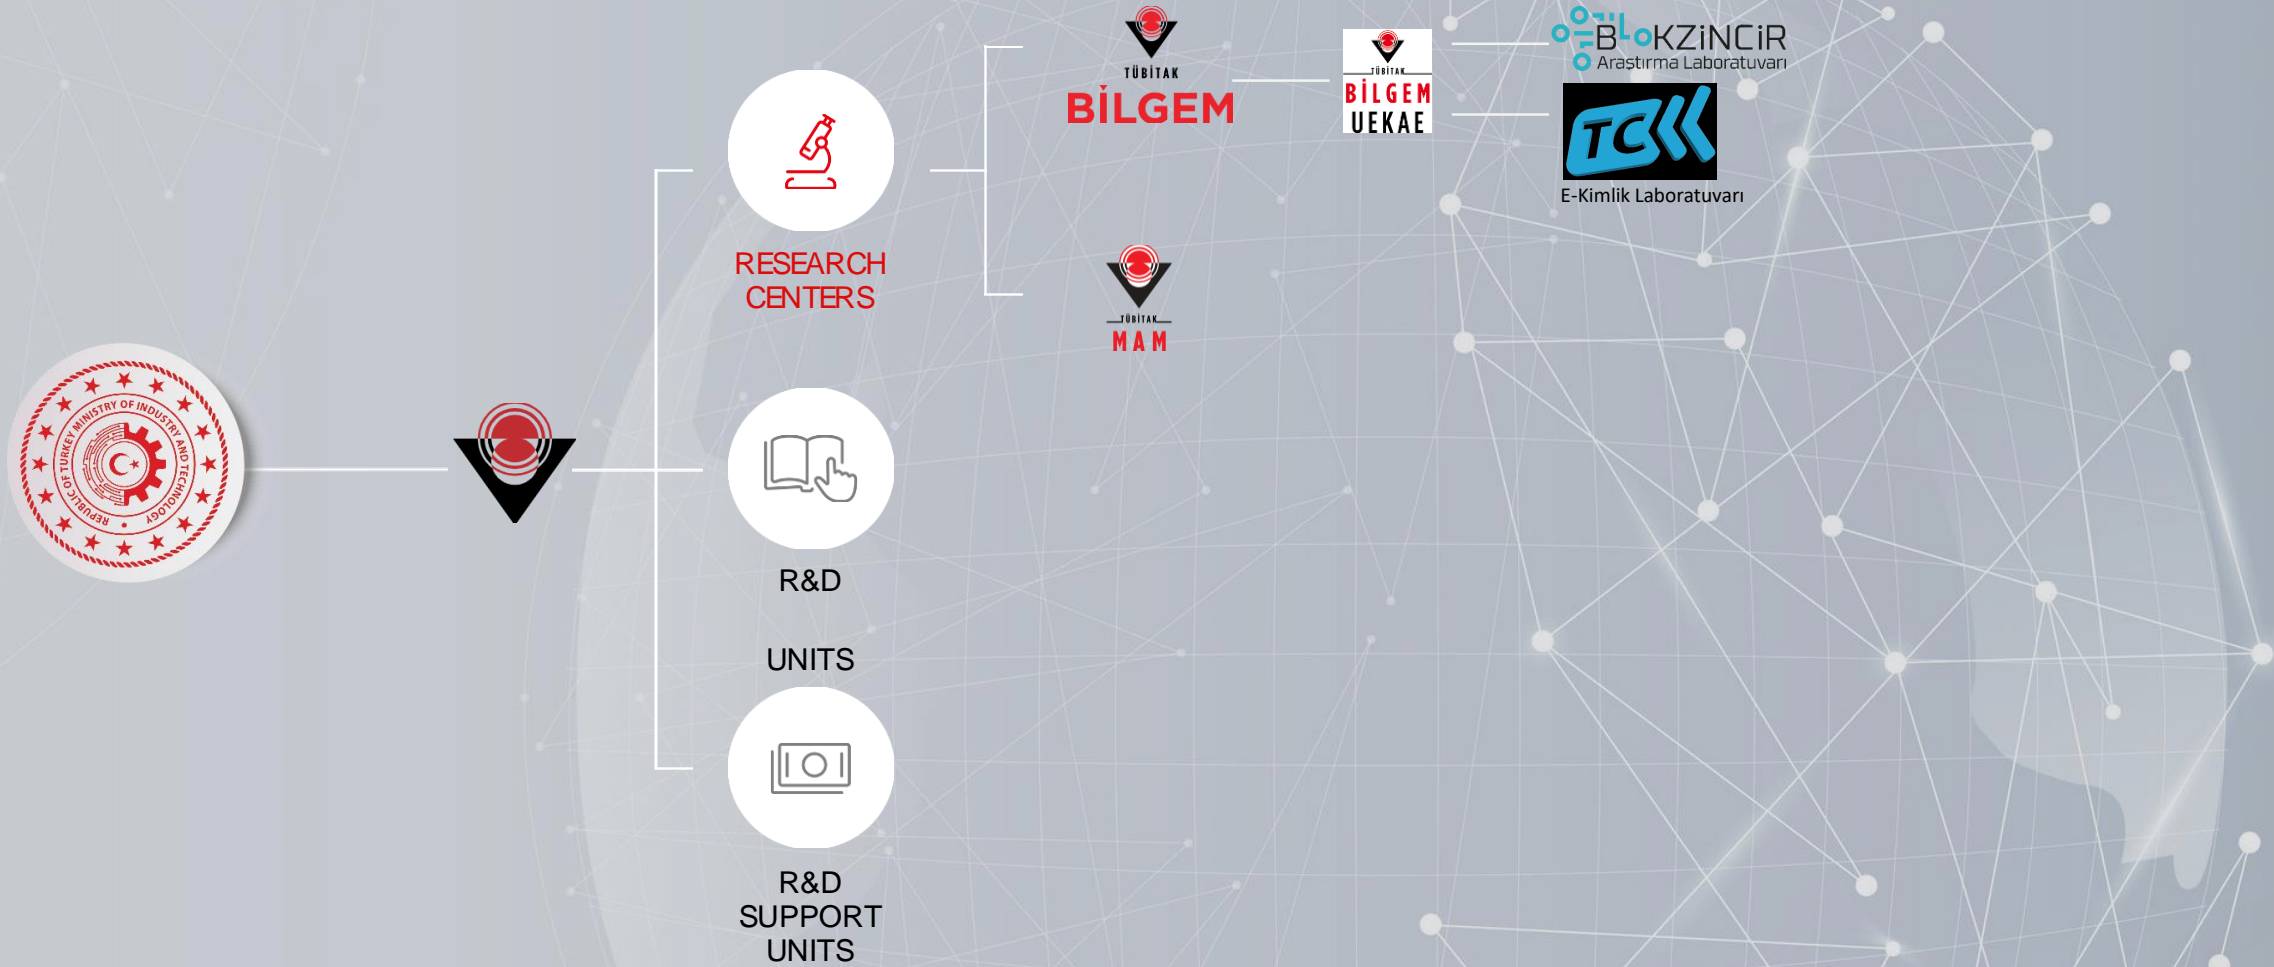 REPUBLIC OF TURKEY MINISTRY OF INDUSTRY AND TECHNOLOGY
RESEARCH
CENTERS
R&D
UNITS
R&D
SUPPORT
UNITS
TÜBİTAK
BİLGEM
TÜBİTAK
MAM
TÜBİTAK
BİLGEM
UEKAE
BLoKZİNCİR
Araştırma Laboratuvarı
TCKK
E-Kimlik Laboratuvarı